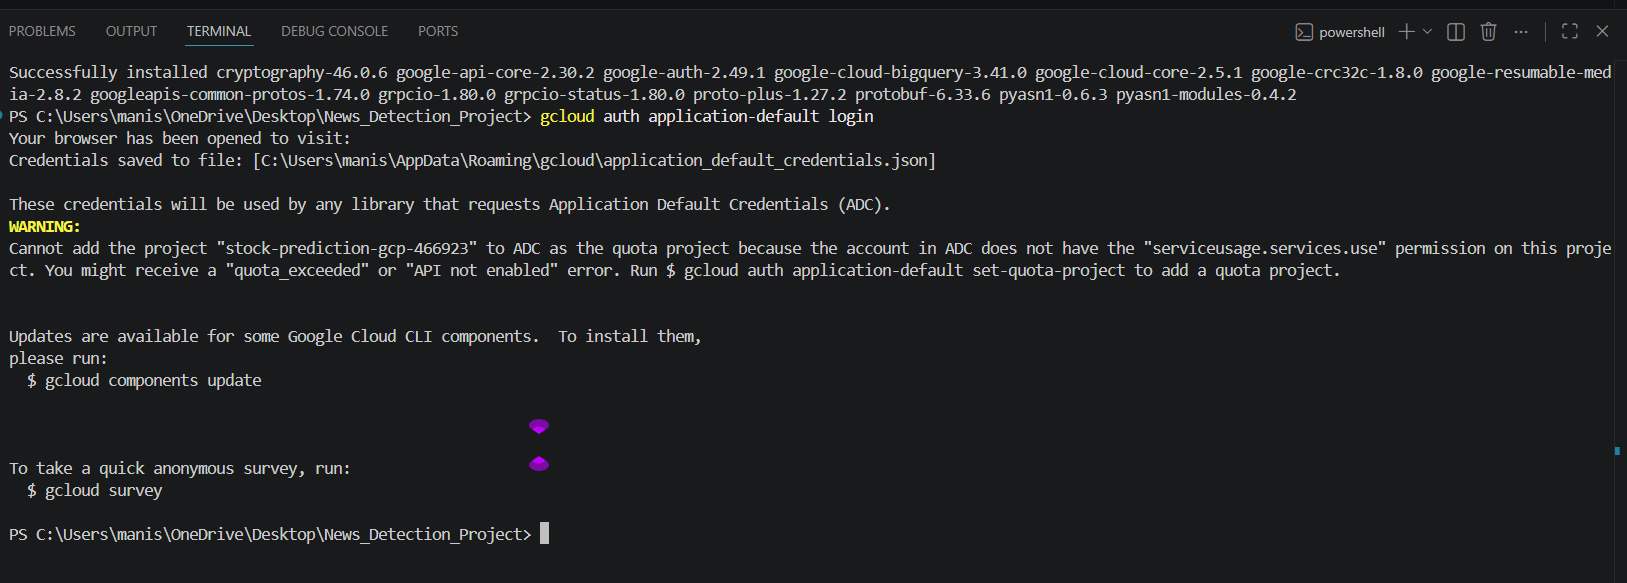 PROBLEMS OUTPUT TERMINAL DEBUG CONSOLE PORTS powershell
Successfully installed cryptography-46.0.6 google-api-core-2.30.2 google-auth-2.49.1 google-cloud-bigquery-3.41.0 google-cloud-core-2.5.1 google-crc32c-1.8.0 google-resumable-med
ia-2.8.2 googleapis-common-protos-1.74.0 grpcio-1.80.0 grpcio-status-1.80.0 proto-plus-1.27.2 protobuf-6.33.6 pyasn1-0.6.3 pyasn1-modules-0.4.2
PS C:\Users\manis\OneDrive\Desktop\News_Detection_Project> gcloud auth application-default login
Your browser has been opened to visit:
Credentials saved to file: [C:\Users\manis\AppData\Roaming\gcloud\application_default_credentials.json]
These credentials will be used by any library that requests Application Default Credentials (ADC).
WARNING:
Cannot add the project "stock-prediction-gcp-466923" to ADC as the quota project because the account in ADC does not have the "serviceusage.services.use" permission on this proje
ct. You might receive a "quota_exceeded" or "API not enabled" error. Run $ gcloud auth application-default set-quota-project to add a quota project.
Updates are available for some Google Cloud CLI components.  To install them,
please run:
$ gcloud components update
To take a quick anonymous survey, run:
$ gcloud survey
PS C:\Users\manis\OneDrive\Desktop\News_Detection_Project>